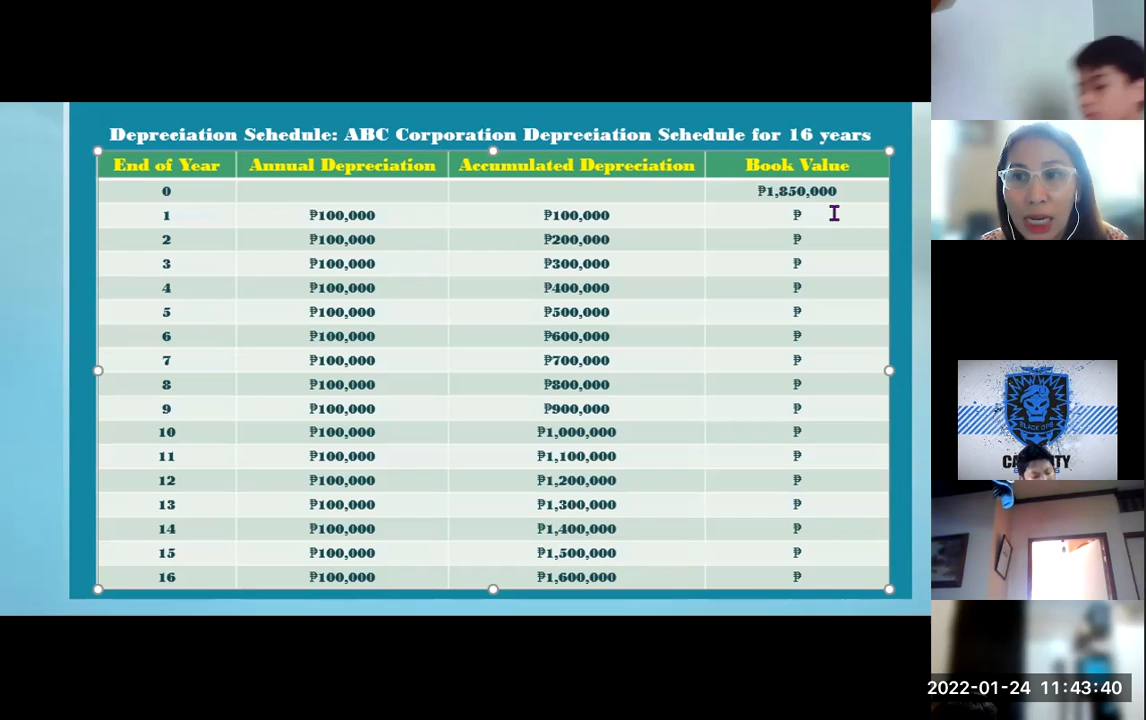 Depreciation Schedule: ABC Corporation Depreciation Schedule for 16 years
End of Year Annual Depreciation Accumulated Depreciation Book Value
0 ₱1,850,000
1 ₱100,000 ₱100,000 ₱
2 ₱100,000 ₱200,000 ₱
3 ₱100,000 ₱300,000 ₱
4 ₱100,000 ₱400,000 ₱
5 ₱100,000 ₱500,000 ₱
6 ₱100,000 ₱600,000 ₱
7 ₱100,000 ₱700,000 ₱
8 ₱100,000 ₱800,000 ₱
9 ₱100,000 ₱900,000 ₱
10 ₱100,000 ₱1,000,000 ₱
11 ₱100,000 ₱1,100,000 ₱
12 ₱100,000 ₱1,200,000 ₱
13 ₱100,000 ₱1,300,000 ₱
14 ₱100,000 ₱1,400,000 ₱
15 ₱100,000 ₱1,500,000 ₱
16 ₱100,000 ₱1,600,000 ₱
BLACK OPS
2022-01-24 11:43:40